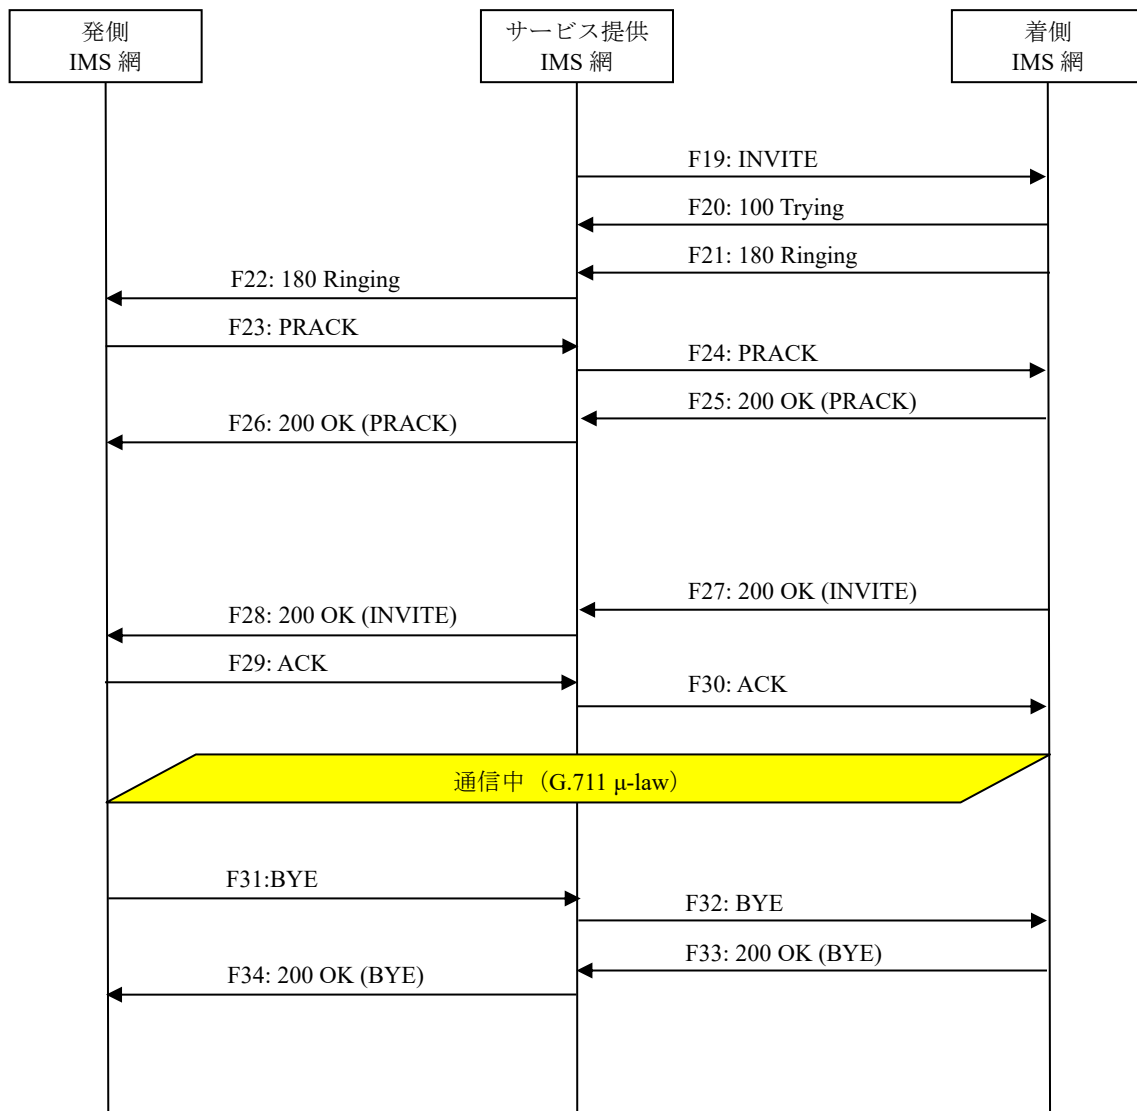 発側
IMS 網
サービス提供
IMS 網
着側
IMS 網
F19: INVITE
F20: 100 Trying
F21: 180 Ringing
F22: 180 Ringing
F23: PRACK
F24: PRACK
F25: 200 OK (PRACK)
F26: 200 OK (PRACK)
F27: 200 OK (INVITE)
F28: 200 OK (INVITE)
F29: ACK
F30: ACK
通信中（G.711 μ-law）
F31:BYE
F32: BYE
F33: 200 OK (BYE)
F34: 200 OK (BYE)